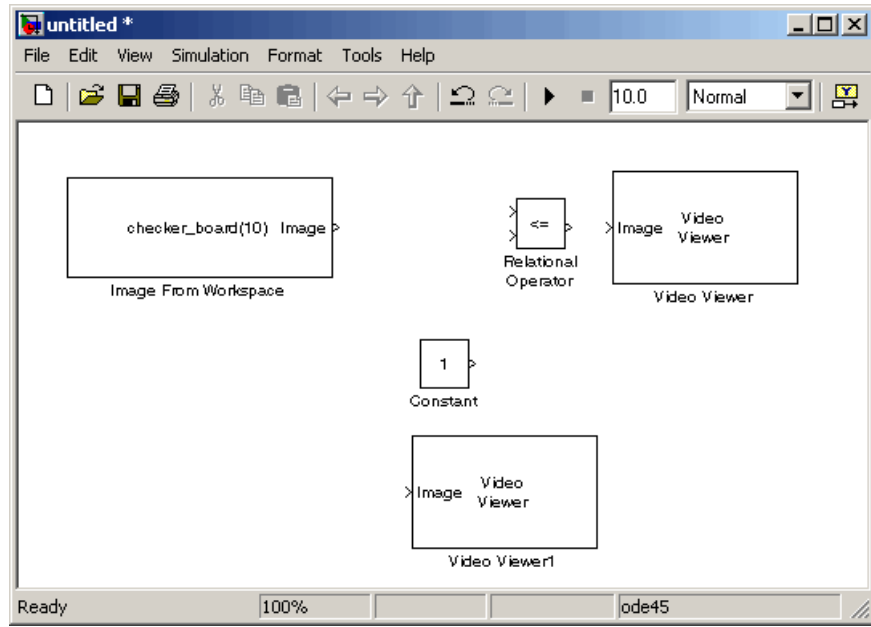 untitled *
File Edit View Simulation Format Tools Help
10.0 Normal
checker_board(10) Image
Image From Workspace
<=
Relational
Operator
Image Video
Viewer
Video Viewer
1
Constant
Image Video
Viewer
Video Viewer1
Ready 100% ode45